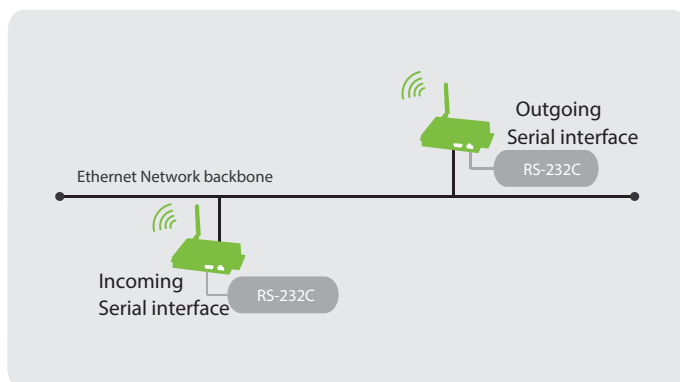 Outgoing
Serial interface
RS-232C
Ethernet Network backbone
Incoming
Serial interface
RS-232C